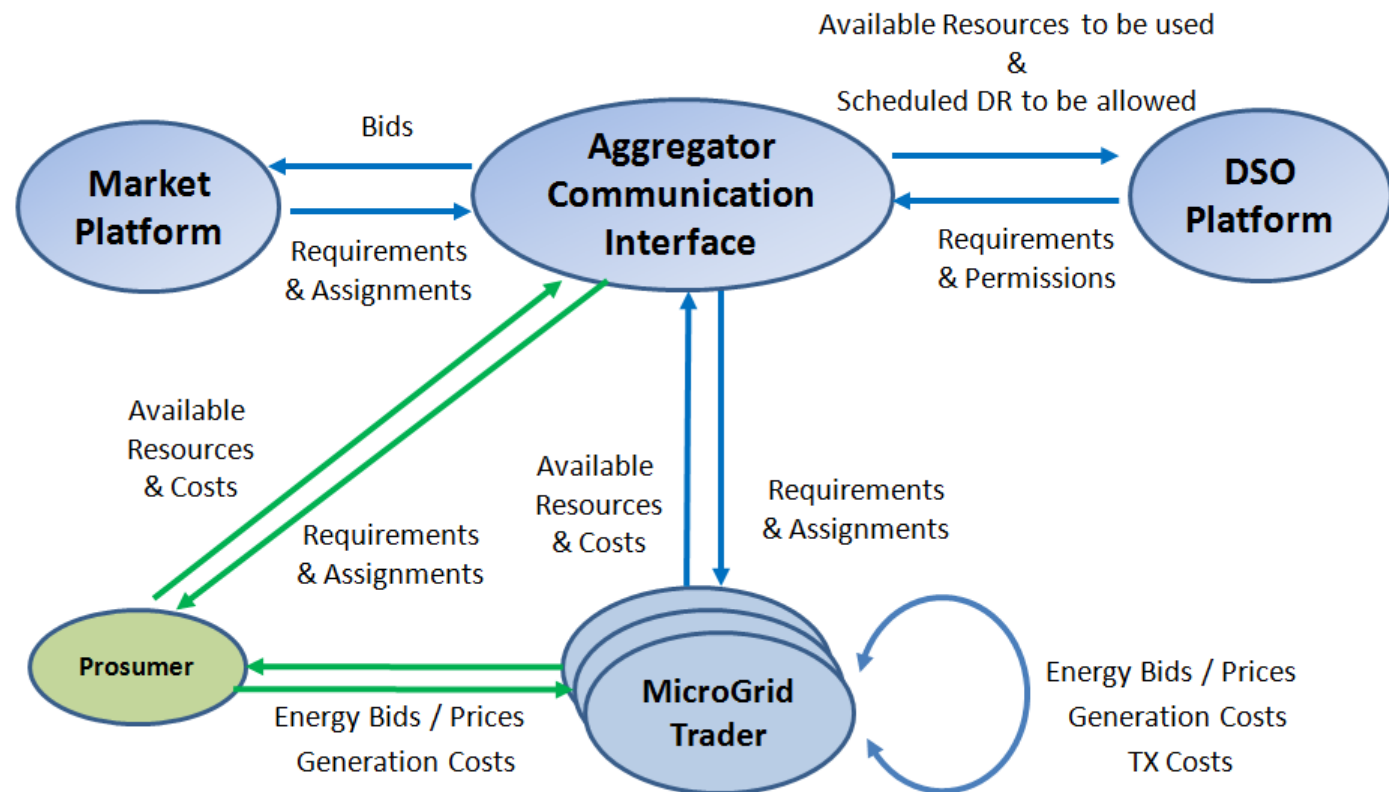 Available Resources to be used
&
Scheduled DR to be allowed
Bids
Aggregator
Communication
Interface
Market
Platform
DSO
Platform
Requirements
& Assignments
Requirements
& Permissions
Available
Resources
& Costs
Available
Resources
& Costs
Requirements
& Assignments
Requirements
& Assignments
Prosumer
MicroGrid
Trader
Energy Bids / Prices
Generation Costs
Energy Bids / Prices
Generation Costs
TX Costs